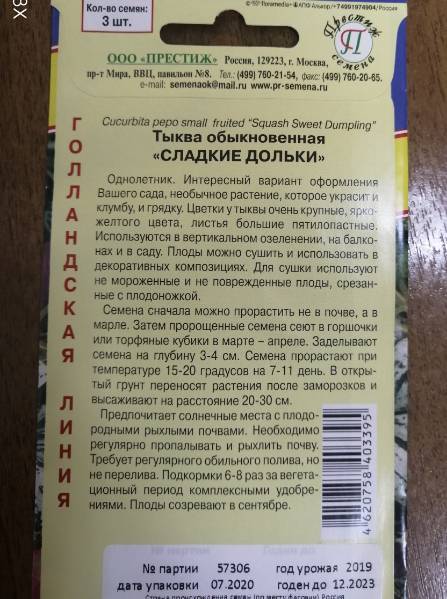 Кол-во семян:
3 шт.
ООО «ПРЕСТИЖ» Россия, 129223, г. Москва,
пр-т Мира, ВВЦ, павильон №8. Тел.: (499) 760-21-54, факс: (499) 760-20-65.
e-mail: semenaok@mail.ru www.pr-semena.ru
Престиж
П
семена
ГОЛЛАНДСКАЯ ЛИНИЯ
Cucurbita pepo small fruited "Squash Sweet Dumpling"
Тыква обыкновенная
«СЛАДКИЕ ДОЛЬКИ»
Однолетник. Интересный вариант оформления
Вашего сада, необычное растение, которое украсит и
клумбу, и грядку. Цветки у тыквы очень крупные, ярко-
желтого цвета, листья большие пятилопастные.
Используются в вертикальном озеленении, на балко-
нах и в саду. Плоды можно сушить и использовать в
декоративных композициях. Для сушки используют
не мороженные и не поврежденные плоды, срезан-
ные с плодоножкой.
Семена сначала можно прорастить не в почве, а в
марле. Затем пророщенные семена сеют в горшочки
или торфяные кубики в марте – апреле. Заделывают
семена на глубину 3-4 см. Семена прорастают при
температуре 15-20 градусов на 7-11 день. В откры-
тый грунт переносят растения после заморозков и
высаживают на расстояние 20-30 см.
Предпочитает солнечные места с плодо-
родными рыхлыми почвами. Необходимо
регулярно пропалывать и рыхлить почву.
Требует регулярного обильного полива, но
не перелива. Подкормки 6-8 раз за вегета-
ционный период комплексными удобре-
ниями. Плоды созревают в сентябре.
4 620758 403395
№ партии 57306 год урожая 2019
дата упаковки 07.2020 годен до 12.2023